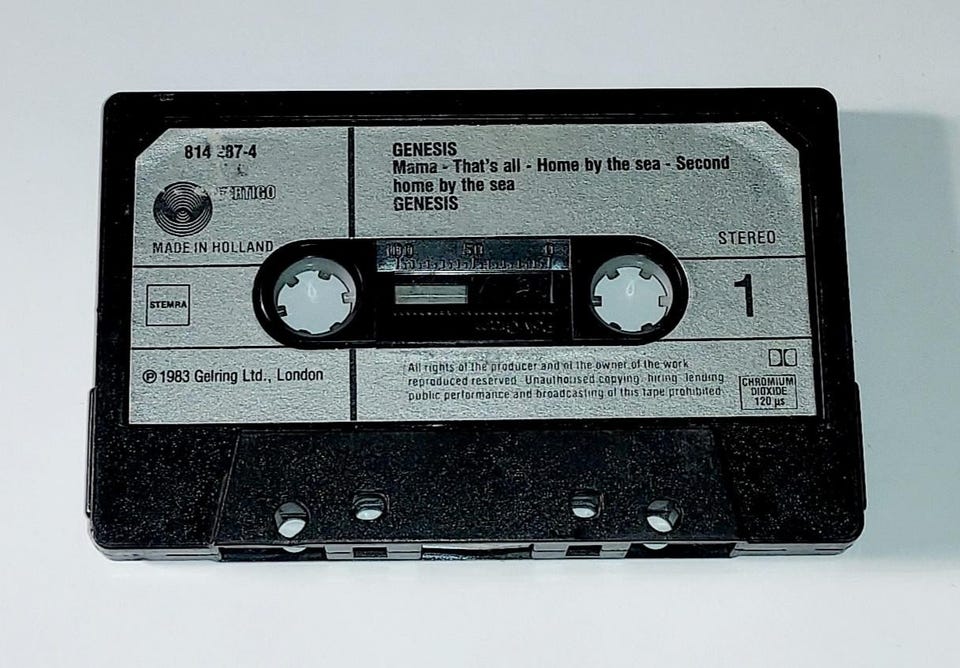 814 287-4
VERTIGO
MADE IN HOLLAND
STEMRA
℗ 1983 Gelring Ltd., London
GENESIS
Mama - That's all - Home by the sea - Second
home by the sea
GENESIS
STEREO
100 50
1
All rights of the producer and of the owner of the work
reproduced reserved. Unauthorised copying, hiring, lending
public performance and broadcasting of this tape prohibited.
CHROMIUM
DIOXIDE
120 µs